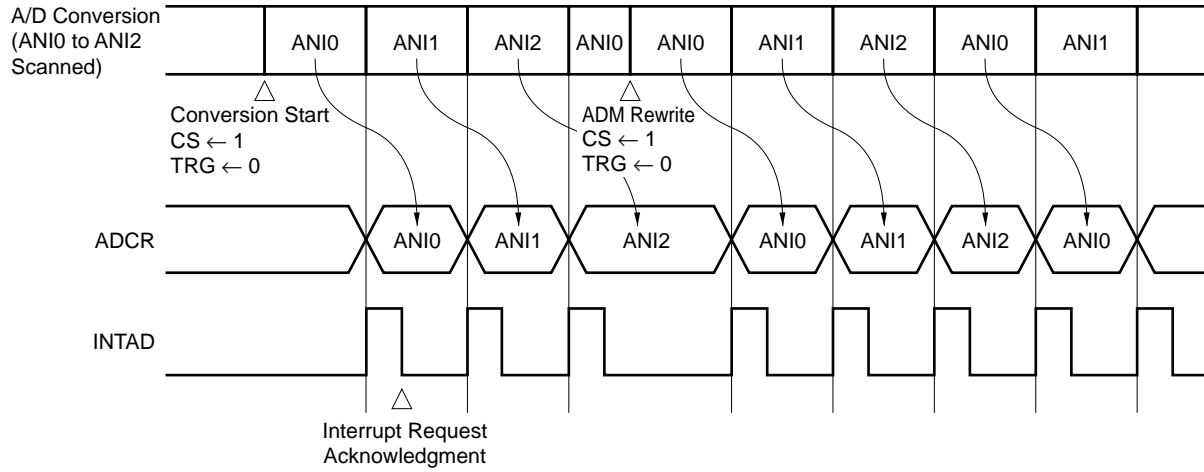 A/D Conversion
(ANI0 to ANI2
Scanned)
ANI0 ANI1 ANI2 ANI0 ANI0 ANI1 ANI2 ANI0 ANI1
Conversion Start
CS ← 1
TRG ← 0
ADM Rewrite
CS ← 1
TRG ← 0
ADCR ANI0 ANI1 ANI2 ANI0 ANI1 ANI2 ANI0
INTAD
Interrupt Request
Acknowledgment